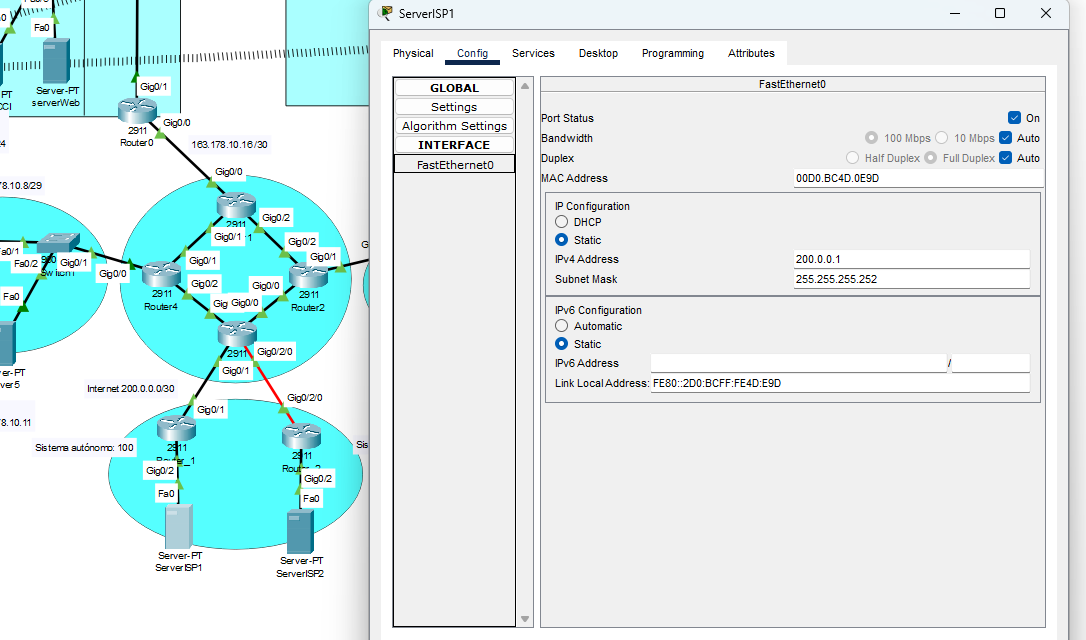 Fa0
Server-PT
serverWeb
PT
CCI
Gig0/1
2911
Router0
Gig0/0
163.178.10.16/30
78.10.8/29
Gig0/0
2911
Gig0/2
Gig0/1
Gig0/2
Gig0/1
Gig0/1
Fa0/2
Gig0/1
Switch1
Gig0/0
2911
Router4
Gig0/2
Gig0/0
2911
Router2
Fa0
Gig
Gig0/0
2911
Gig0/2/0
Gig0/1
Internet 200.0.0.0/30
Gig0/1
Gig0/2/0
78.10.11
Sistema autónomo: 100
Sis
2911
Router_1
2911
Gig0/2
Gig0/2
Fa0
Fa0
Server-PT
ServerISP1
Server-PT
ServerISP2
ServerISP1
Physical Config Services Desktop Programming Attributes
GLOBAL
Settings
Algorithm Settings
INTERFACE
FastEthernet0
FastEthernet0
Port Status On
Bandwidth 100 Mbps 10 Mbps Auto
Duplex Half Duplex Full Duplex Auto
MAC Address 00D0.BC4D.0E9D
IP Configuration
DHCP
Static
IPv4 Address 200.0.0.1
Subnet Mask 255.255.255.252
IPv6 Configuration
Automatic
Static
IPv6 Address /
Link Local Address: FE80::2D0:BCFF:FE4D:E9D